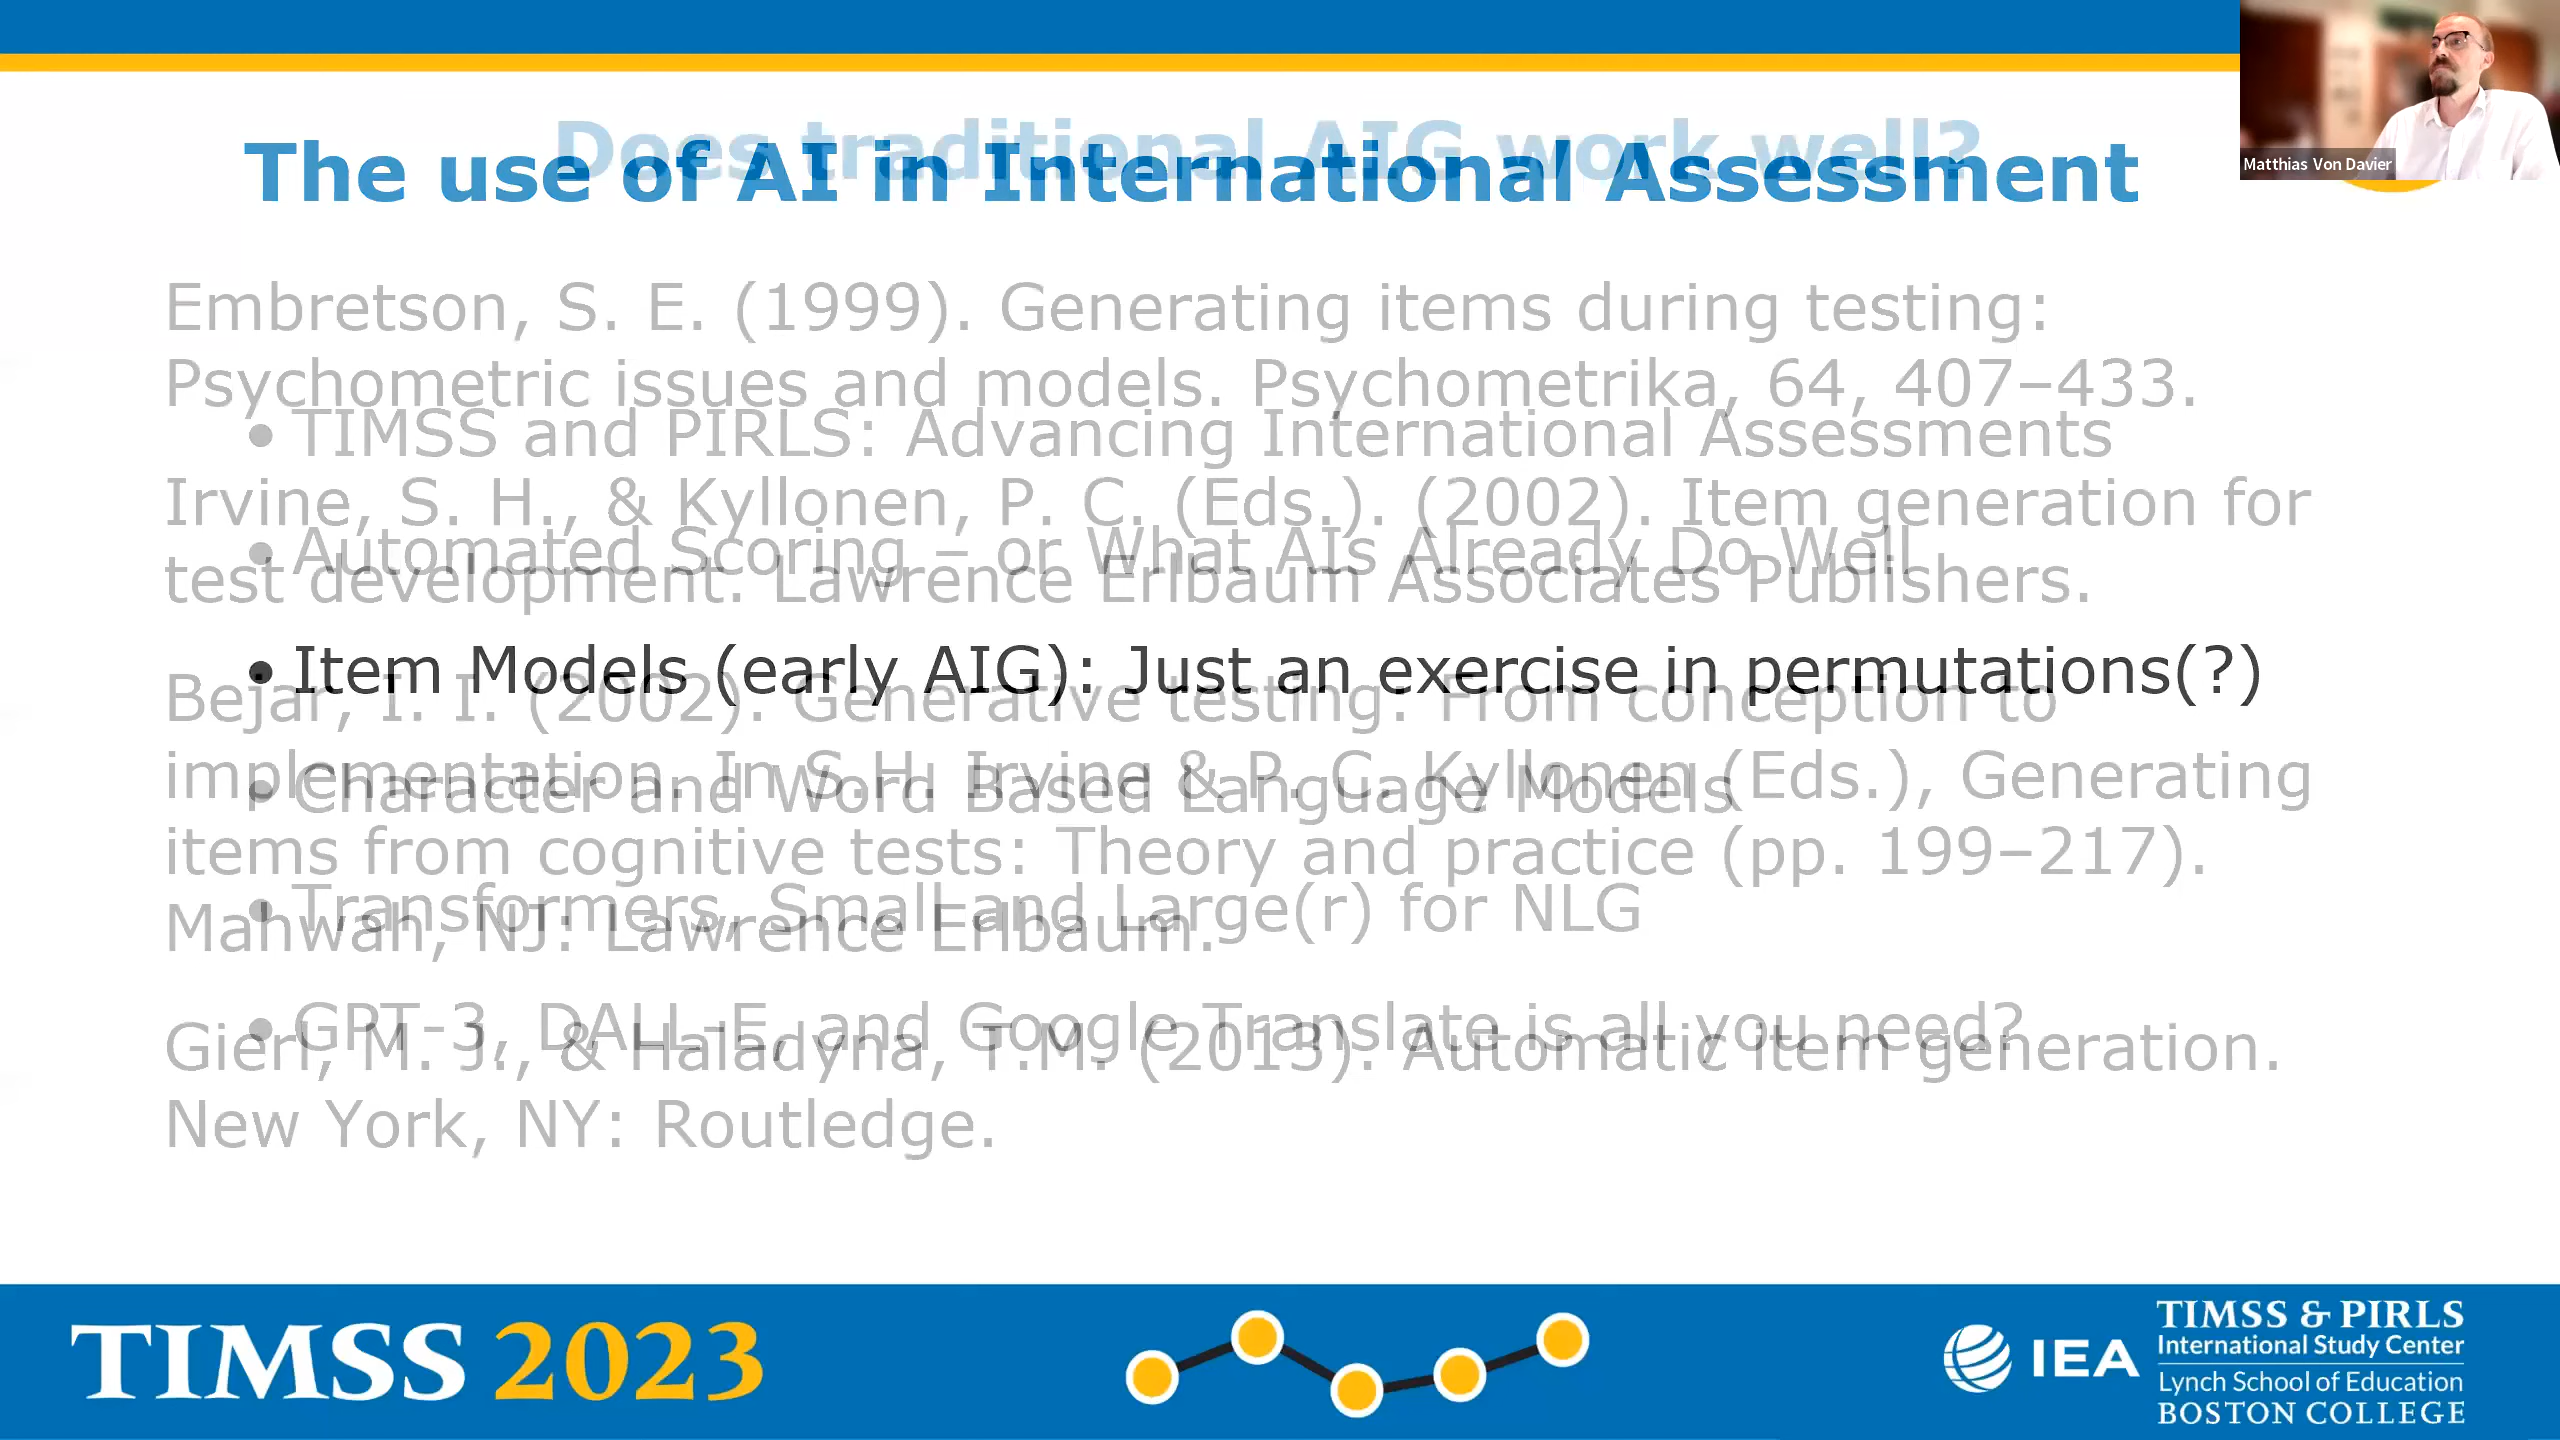 Does traditional AIG work well?
The use of AI in International Assessment
Matthias Von Davier
Embretson, S. E. (1999). Generating items during testing:
Psychometric issues and models. Psychometrika, 64, 407–433.
• TIMSS and PIRLS: Advancing International Assessments
Irvine, S. H., & Kyllonen, P. C. (Eds.). (2002). Item generation for
• Automated Scoring – or What AIs Already Do Well
test development. Lawrence Erlbaum Associates Publishers.
• Item Models (early AIG): Just an exercise in permutations(?)
Bejar, I. I. (2002). Generative testing: From conception to
implementation. In S.H. Irvine & P. C. Kyllonen (Eds.), Generating
• Character and Word Based Language Models
items from cognitive tests: Theory and practice (pp. 199–217).
• Transformers, Small and Large(r) for NLG
Mahwah, NJ: Lawrence Erlbaum.
• GPT-3, DALL-E, and Google Translate is all you need?
Gierl, M. J., & Haladyna, T.M. (2013). Automatic item generation.
New York, NY: Routledge.
TIMSS 2023
IEA
TIMSS & PIRLS
International Study Center
Lynch School of Education
BOSTON COLLEGE